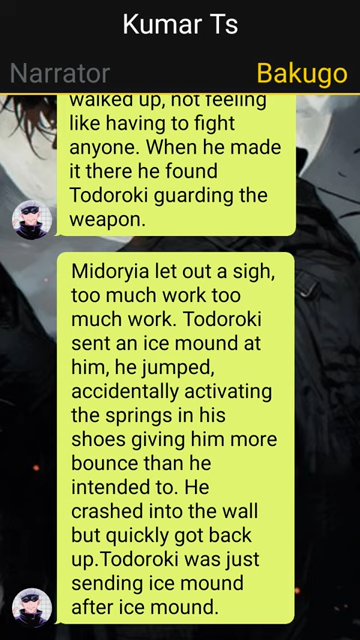 Kumar Ts
Narrator
Bakugo
walked up, not feeling
like having to fight
anyone. When he made
it there he found
Todoroki guarding the
weapon.
Midoryia let out a sigh,
too much work too
much work. Todoroki
sent an ice mound at
him, he jumped,
accidentally activating
the springs in his
shoes giving him more
bounce than he
intended to. He
crashed into the wall
but quickly got back
up.Todoroki was just
sending ice mound
after ice mound.